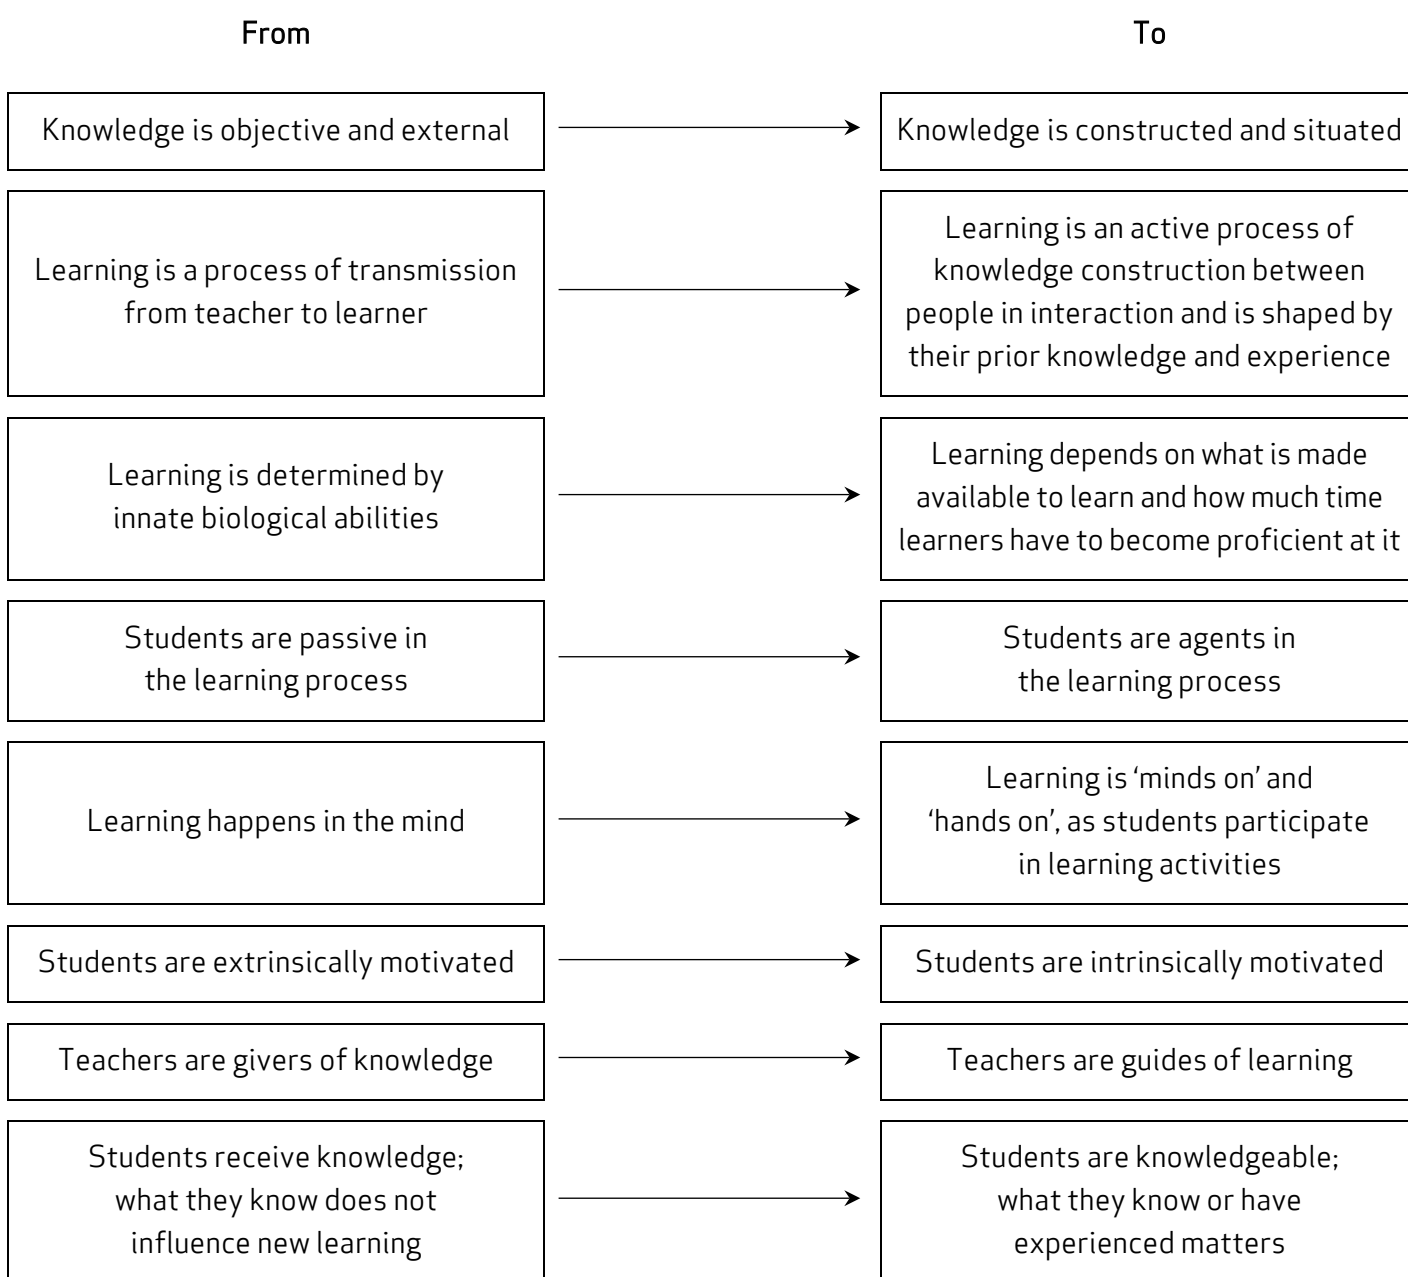 From
To
Knowledge is objective and external
Knowledge is constructed and situated
Learning is a process of transmission
from teacher to learner
Learning is an active process of
knowledge construction between
people in interaction and is shaped by
their prior knowledge and experience
Learning is determined by
innate biological abilities
Learning depends on what is made
available to learn and how much time
learners have to become proficient at it
Students are passive in
the learning process
Students are agents in
the learning process
Learning happens in the mind
Learning is ‘minds on’ and
‘hands on’, as students participate
in learning activities
Students are extrinsically motivated
Students are intrinsically motivated
Teachers are givers of knowledge
Teachers are guides of learning
Students receive knowledge;
what they know does not
influence new learning
Students are knowledgeable;
what they know or have
experienced matters